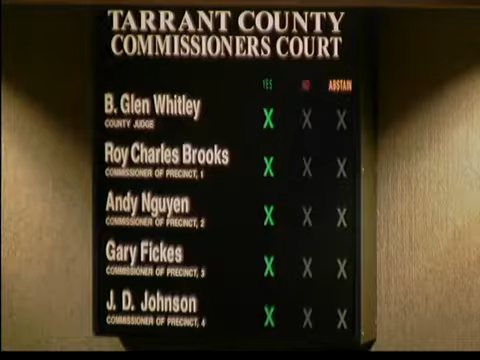 TARRANT COUNTY
COMMISSIONERS COURT
YES NO ABSTAIN
B. Glen Whitley X X X
COUNTY JUDGE
Roy Charles Brooks X X X
COMMISSIONER OF PRECINCT, 1
Andy Nguyen X X X
COMMISSIONER OF PRECINCT, 2
Gary Fickes X X X
COMMISSIONER OF PRECINCT, 3
J. D. Johnson X X X
COMMISSIONER OF PRECINCT, 4